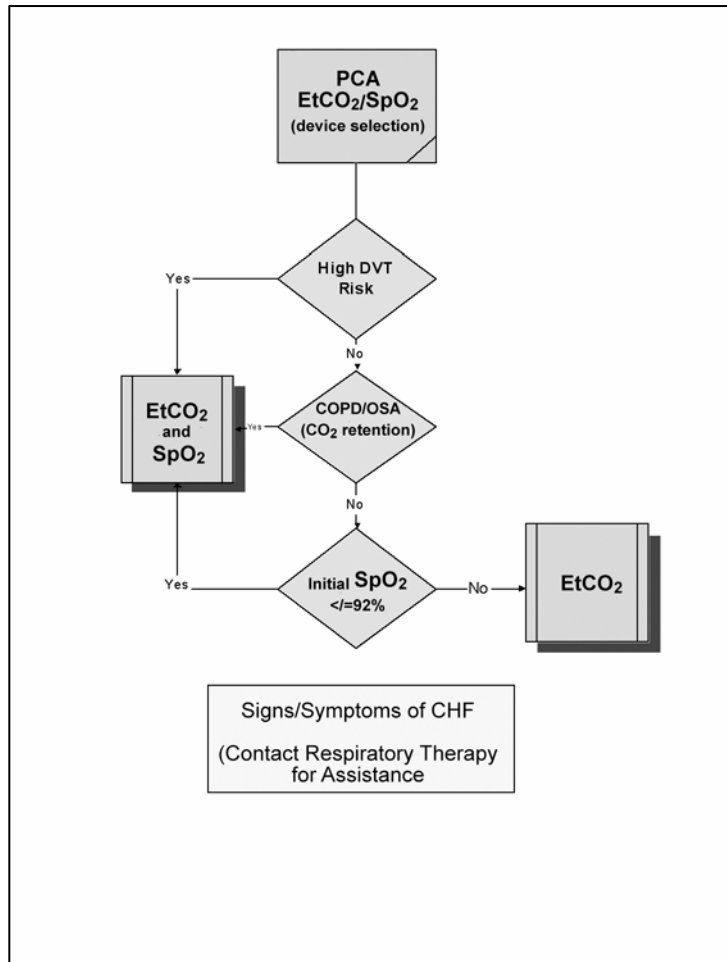 PCA
EtCO₂/SpO₂
(device selection)
High DVT
Risk
Yes
No
COPD/OSA
(CO₂ retention)
Yes
EtCO₂
and
SpO₂
No
Initial SpO₂
</=92%
Yes
No
EtCO₂
Signs/Symptoms of CHF
(Contact Respiratory Therapy
for Assistance